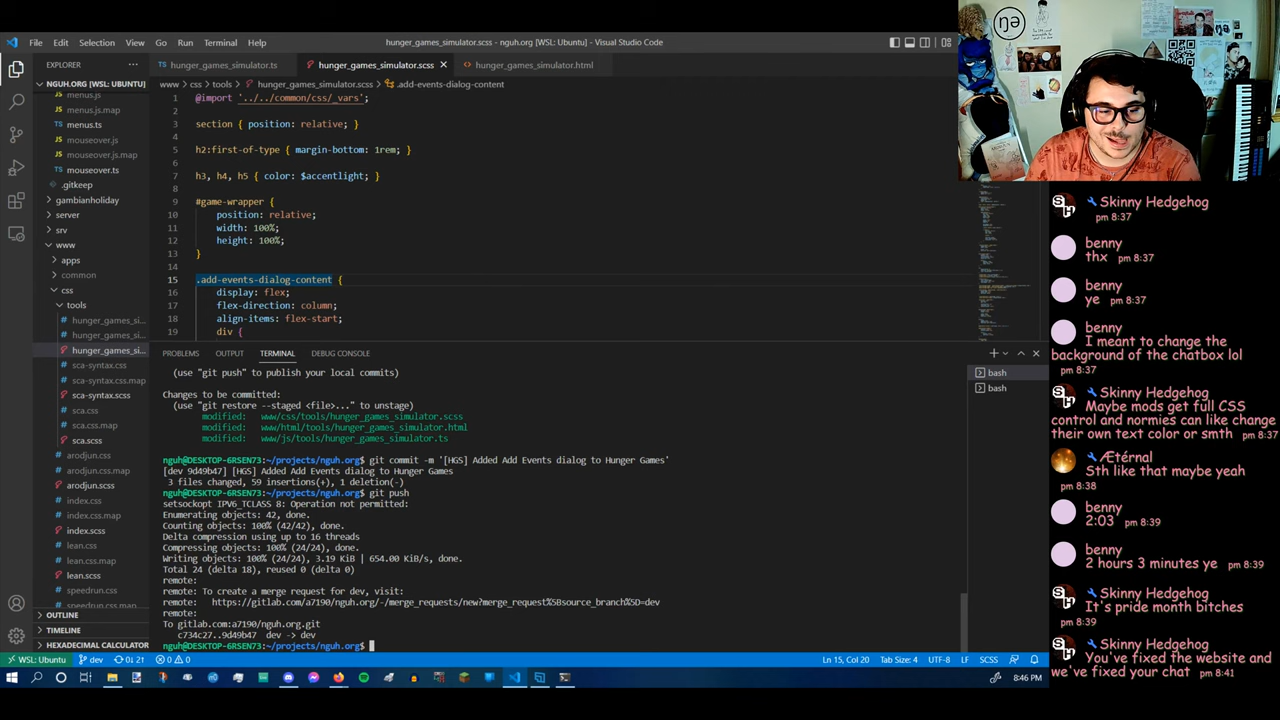 File Edit Selection View Go Run Terminal Help
hunger_games_simulator.scss - nguh.org [WSL: Ubuntu] - Visual Studio Code
EXPLORER
NGUH.ORG [WSL: UBUNTU]
menus.js
menus.js.map
menus.ts
mouseover.js
mouseover.js.map
mouseover.ts
.gitkeep
gambianholiday
server
srv
www
apps
common
css
tools
hunger_games_si...
hunger_games_si...
hunger_games_si...
sca-syntax.css
sca-syntax.css.map
sca-syntax.scss
sca.css
sca.css.map
sca.scss
arodjun.css
arodjun.css.map
arodjun.scss
index.css
index.css.map
index.scss
lean.css
lean.css.map
lean.scss
speedrun.css
speedrun.css.map
OUTLINE
TIMELINE
HEXADECIMAL CALCULATOR
hunger_games_simulator.ts
hunger_games_simulator.scss
hunger_games_simulator.html
www > css > tools > hunger_games_simulator.scss > .add-events-dialog-content
1 @import '../../common/css/_vars';
2
3 section { position: relative; }
4
5 h2:first-of-type { margin-bottom: 1rem; }
6
7 h3, h4, h5 { color: $accentlight; }
8
9 #game-wrapper {
10 position: relative;
11 width: 100%;
12 height: 100%;
13 }
14
15 .add-events-dialog-content {
16 display: flex;
17 flex-direction: column;
18 align-items: flex-start;
19 div {
PROBLEMS OUTPUT TERMINAL DEBUG CONSOLE
bash
bash
(use "git push" to publish your local commits)
Changes to be committed:
(use "git restore --staged <file>..." to unstage)
modified: www/css/tools/hunger_games_simulator.scss
modified: www/html/tools/hunger_games_simulator.html
modified: www/js/tools/hunger_games_simulator.ts
nguh@DESKTOP-6RSEN73:~/projects/nguh.org$ git commit -m '[HGS] Added Add Events dialog to Hunger Games'
[dev 9d49b47] [HGS] Added Add Events dialog to Hunger Games
3 files changed, 59 insertions(+), 1 deletion(-)
nguh@DESKTOP-6RSEN73:~/projects/nguh.org$ git push
setsockopt IPV6_TCLASS 8: Operation not permitted:
Enumerating objects: 42, done.
Counting objects: 100% (42/42), done.
Delta compression using up to 16 threads
Compressing objects: 100% (24/24), done.
Writing objects: 100% (24/24), 3.19 KiB | 654.00 KiB/s, done.
Total 24 (delta 18), reused 0 (delta 0)
remote:
remote: To create a merge request for dev, visit:
remote: https://gitlab.com/a7190/nguh.org/-/merge_requests/new?merge_request%5Bsource_branch%5D=dev
remote:
To gitlab.com:a7190/nguh.org.git
c734c27..9d49b47 dev -> dev
nguh@DESKTOP-6RSEN73:~/projects/nguh.org$
WSL: Ubuntu dev 0↓ 2↑ 0 0
Ln 15, Col 20 Tab Size: 4 UTF-8 LF SCSS
8:46 PM
ŋə
Skinny Hedgehog
pm 8:37
benny
thx pm 8:37
benny
ye pm 8:37
benny
I meant to change the
background of the chatbox lol
pm 8:37
Skinny Hedgehog
Maybe mods get full CSS
control and normies can like change
their own text color or smth pm 8:37
Ætérnal
Sth like that maybe yeah
pm 8:38
benny
2:03 pm 8:39
benny
2 hours 3 minutes ye pm 8:39
Skinny Hedgehog
It's pride month bitches
pm 8:39
Skinny Hedgehog
You've fixed the website and
we've fixed your chat pm 8:41